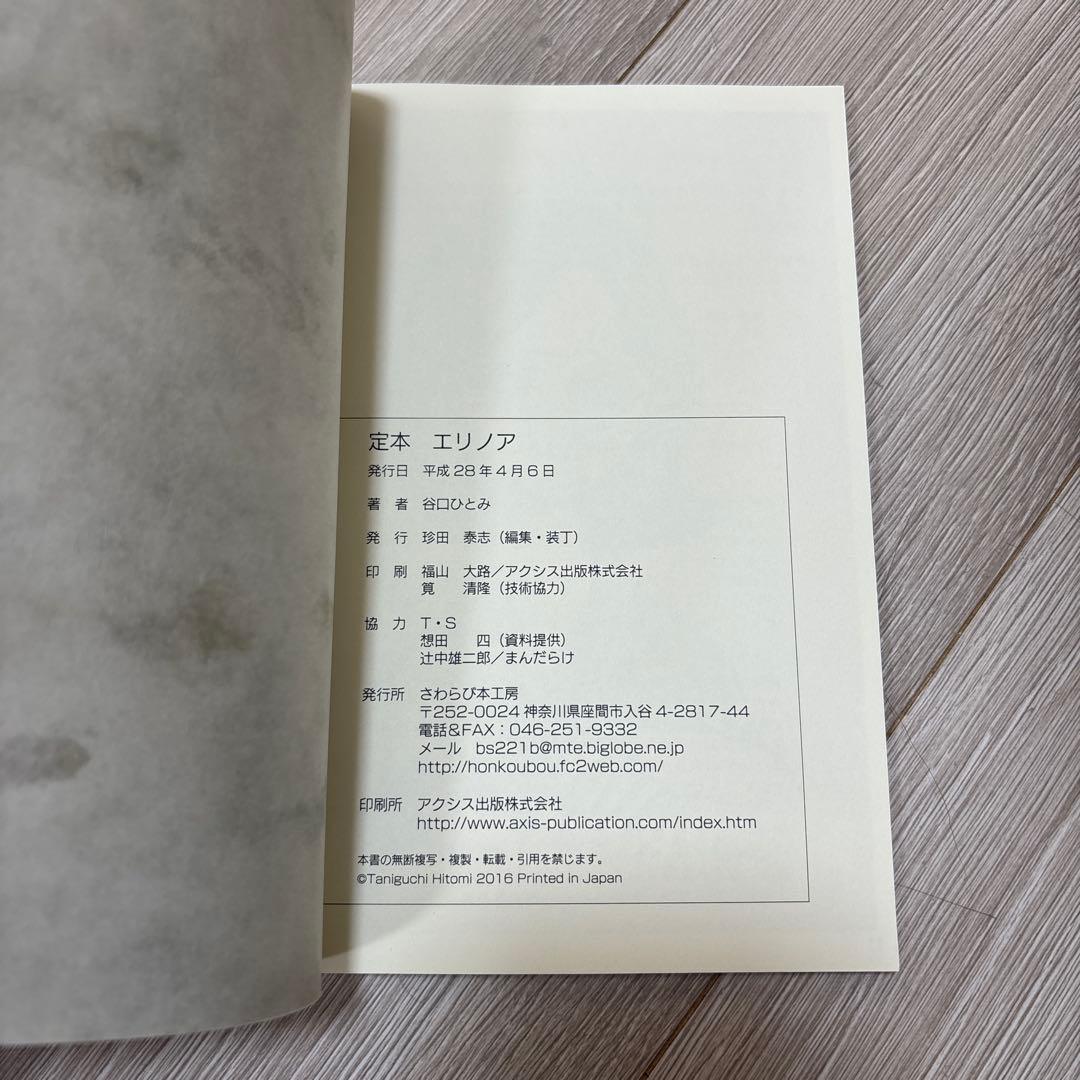 定本　エリノア
発行日　平成28年4月6日
著　者　谷口ひとみ
発　行　珍田　泰志（編集・装丁）
印　刷　福山　大路／アクシス出版株式会社
筧　　清隆（技術協力）
協　力　T・S
想田　　四（資料提供）
辻中雄二郎／まんだらけ
発行所　さわらび本工房
〒252-0024 神奈川県座間市入谷4-2817-44
電話&FAX：046-251-9332
メール　bs221b@mte.biglobe.ne.jp
http://honkoubou.fc2web.com/
印刷所　アクシス出版株式会社
http://www.axis-publication.com/index.htm
本書の無断複写・複製・転載・引用を禁じます。
©Taniguchi Hitomi 2016 Printed in Japan